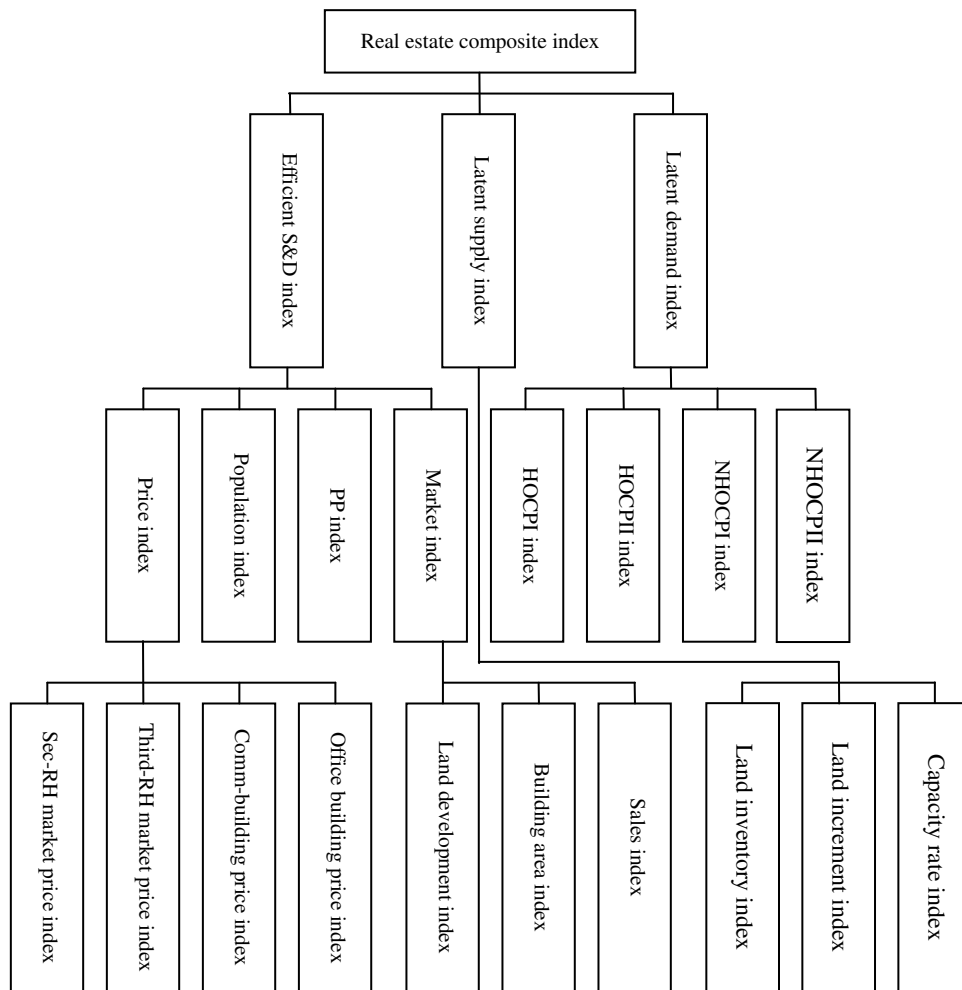 Real estate composite index
Efficient S&D index
Latent supply index
Latent demand index
Price index
Population index
PP index
Market index
HOCPI index
HOCPII index
NHOCPI index
NHOCPII index
Sec-RH market price index
Third-RH market price index
Comm-building price index
Office building price index
Land development index
Building area index
Sales index
Land inventory index
Land increment index
Capacity rate index